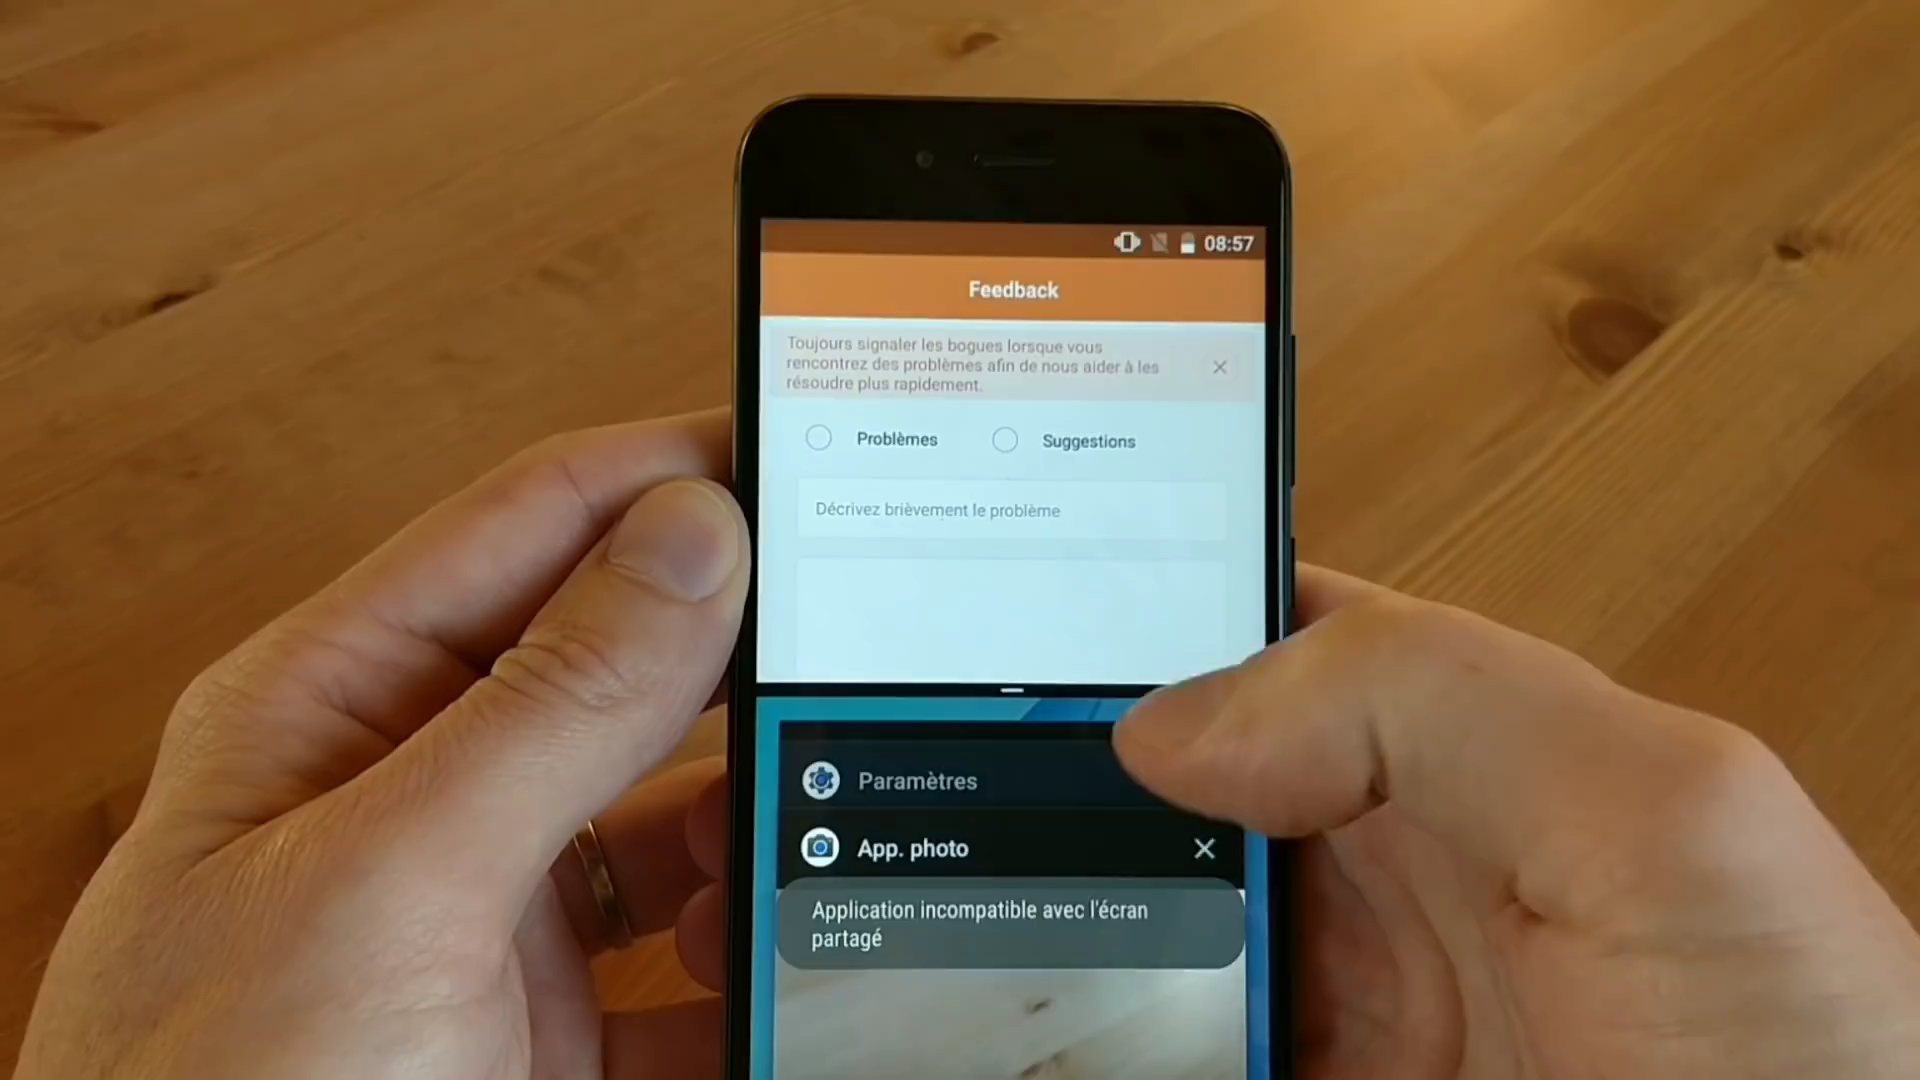 08:57
Feedback
Toujours signaler les bogues lorsque vous
rencontrez des problèmes afin de nous aider à les
résoudre plus rapidement.
Problèmes
Suggestions
Décrivez brièvement le problème
Paramètres
App. photo
Application incompatible avec l'écran
partagé